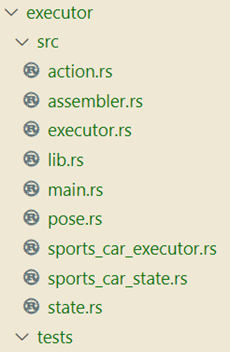 executor
src
action.rs
assembler.rs
executor.rs
lib.rs
main.rs
pose.rs
sports_car_executor.rs
sports_car_state.rs
state.rs
tests